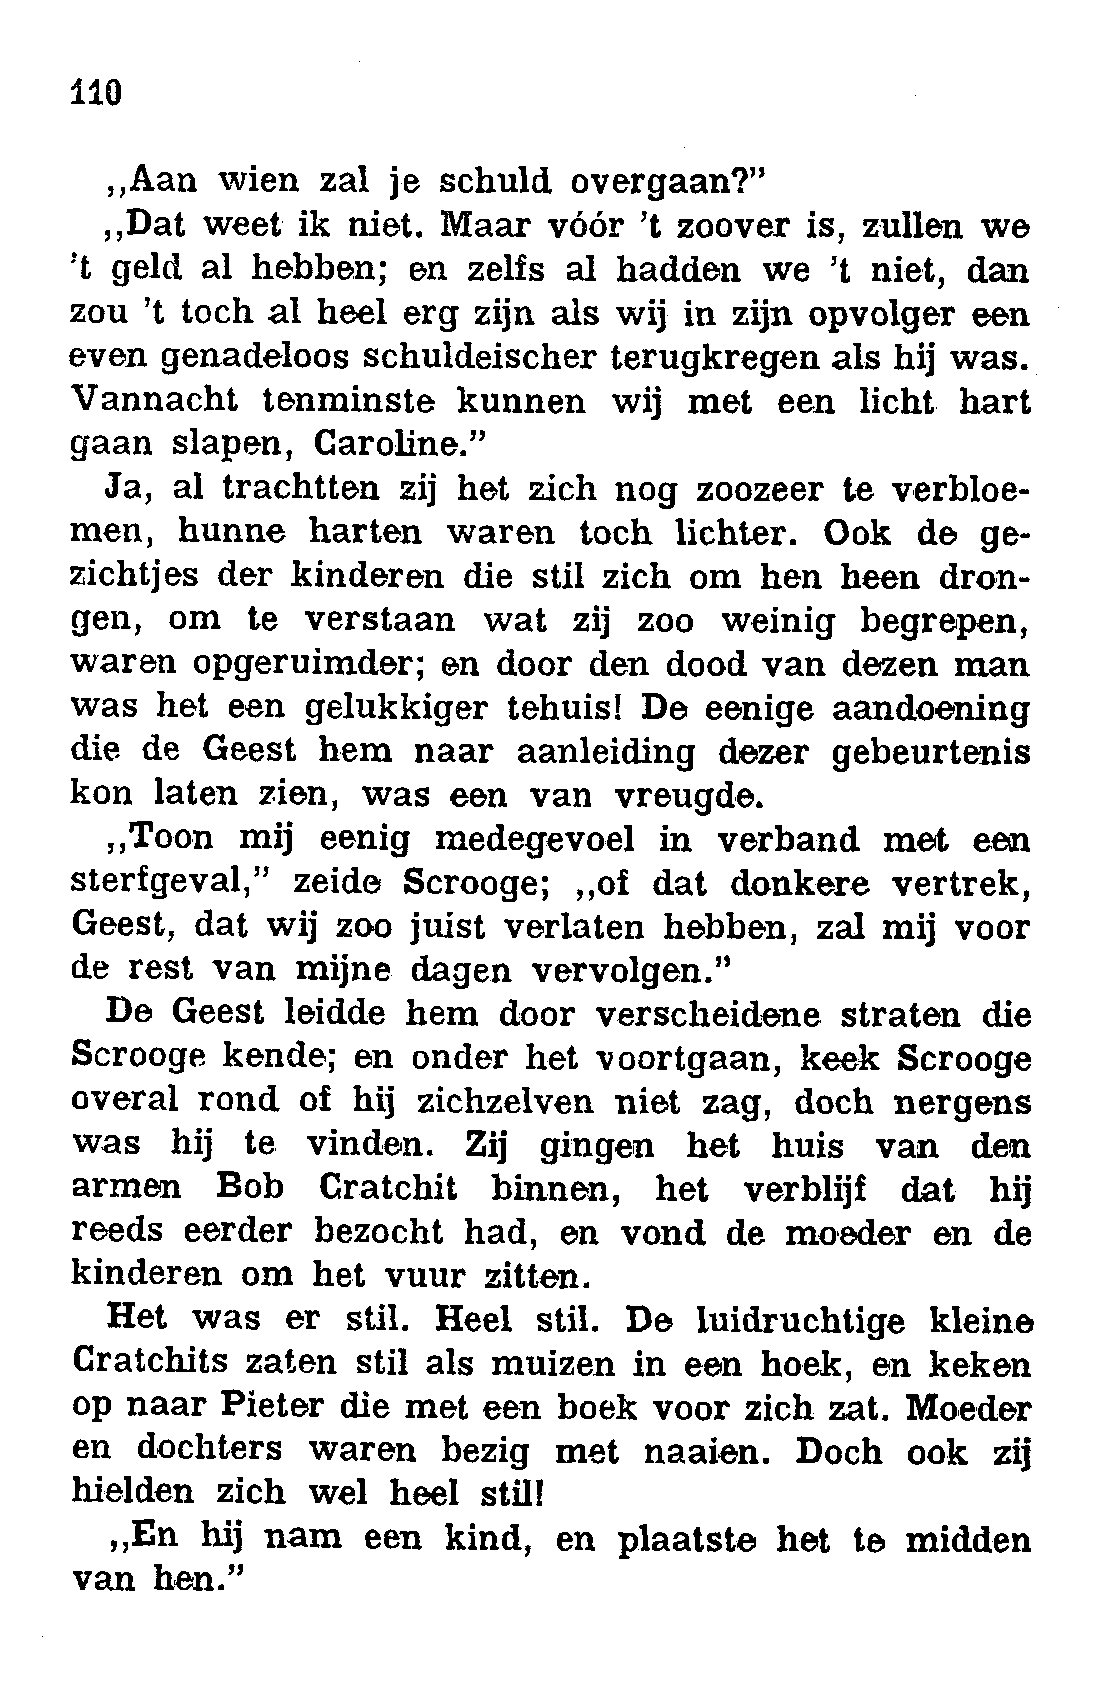 110
„Aan wien zal je schuld overgaan?”
„Dat weet ik niet. Maar vóór 't zoover is, zullen we
't geld al hebben; en zelfs al hadden we 't niet, dan
zou 't toch al heel erg zijn als wij in zijn opvolger een
even genadeloos schuldeischer terugkregen als hij was.
Vannacht tenminste kunnen wij met een licht hart
gaan slapen, Caroline.”
Ja, al trachtten zij het zich nog zoozeer te verbloe-
men, hunne harten waren toch lichter. Ook de ge-
zichtjes der kinderen die stil zich om hen heen dron-
gen, om te verstaan wat zij zoo weinig begrepen,
waren opgeruimder; en door den dood van dezen man
was het een gelukkiger tehuis! De eenige aandoening
die de Geest hem naar aanleiding dezer gebeurtenis
kon laten zien, was een van vreugde.
„Toon mij eenig medegevoel in verband met een
sterfgeval,” zeide Scrooge; „of dat donkere vertrek,
Geest, dat wij zoo juist verlaten hebben, zal mij voor
de rest van mijne dagen vervolgen.”
De Geest leidde hem door verscheidene straten die
Scrooge kende; en onder het voortgaan, keek Scrooge
overal rond of hij zichzelven niet zag, doch nergens
was hij te vinden. Zij gingen het huis van den
armen Bob Cratchit binnen, het verblijf dat hij
reeds eerder bezocht had, en vond de moeder en de
kinderen om het vuur zitten.
Het was er stil. Heel stil. De luidruchtige kleine
Cratchits zaten stil als muizen in een hoek, en keken
op naar Pieter die met een boek voor zich zat. Moeder
en dochters waren bezig met naaien. Doch ook zij
hielden zich wel heel stil!
„En hij nam een kind, en plaatste het te midden
van hen.”